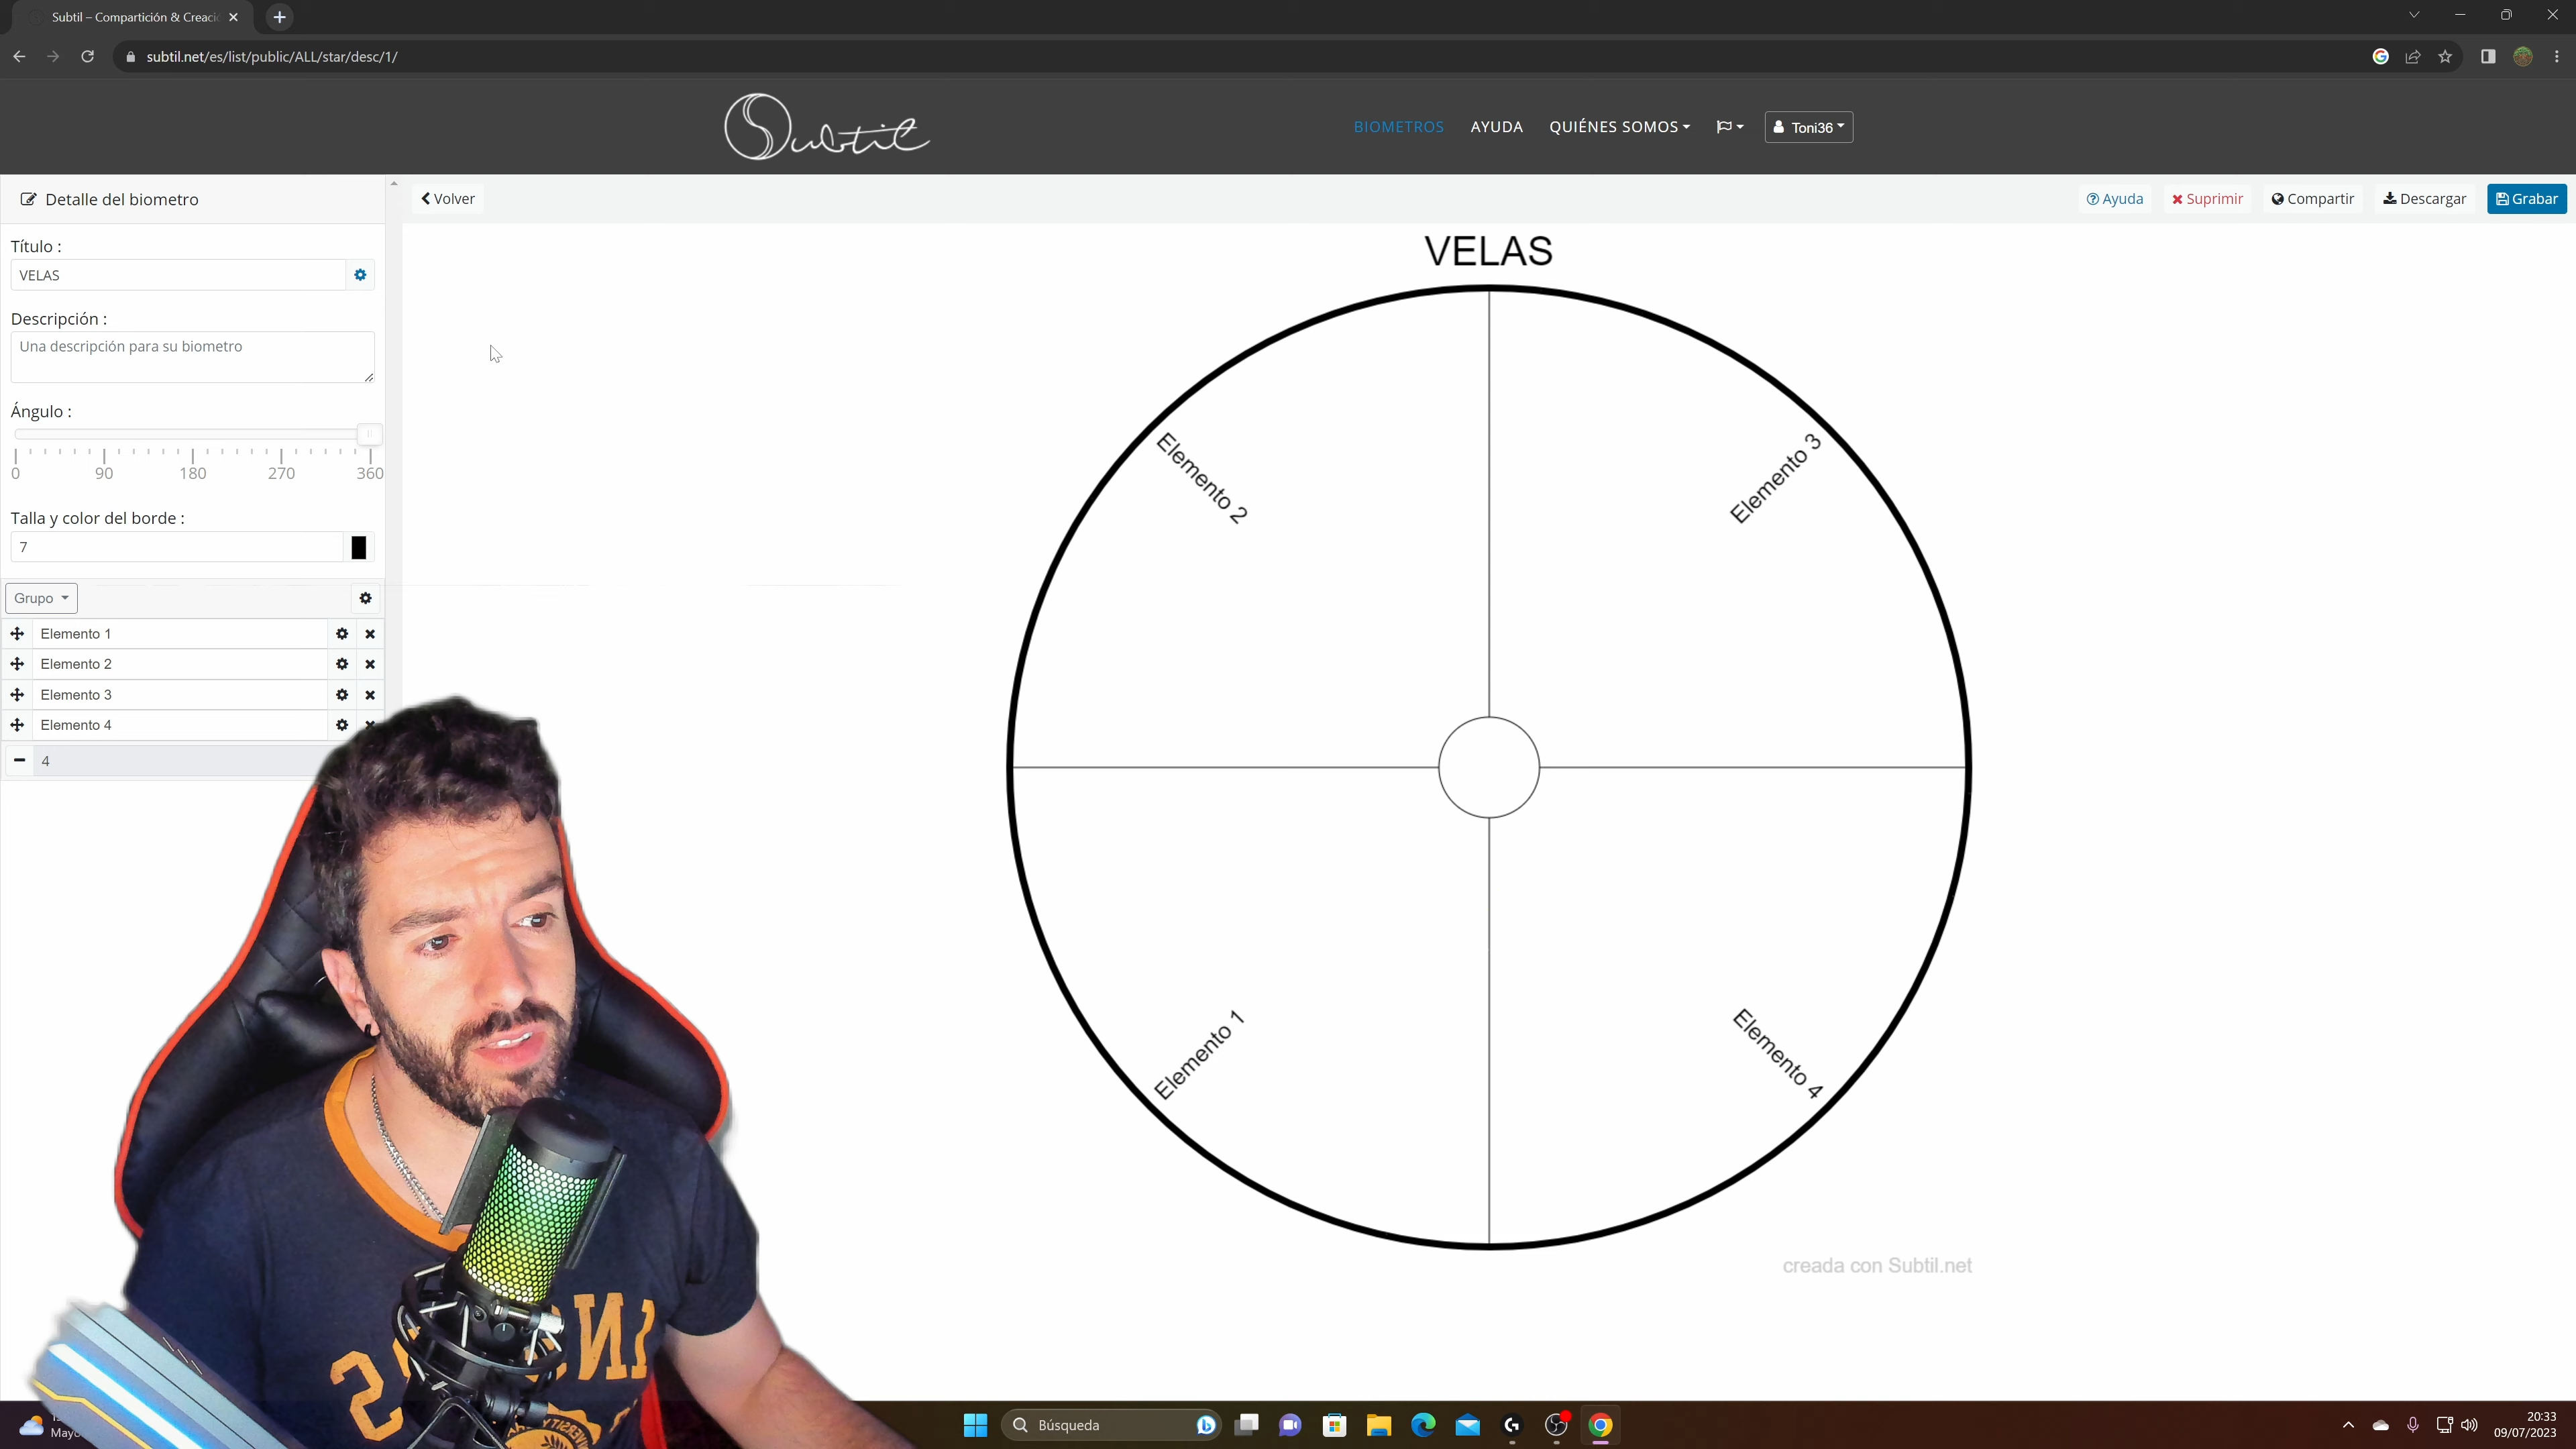 Subtil – Compartición & Creació
subtil.net/es/list/public/ALL/star/desc/1/
Subtil
BIOMETROS
AYUDA
QUIÉNES SOMOS
Toni36
Detalle del biometro
Volver
Ayuda
Suprimir
Compartir
Descargar
Grabar
Título :
VELAS
Descripción :
Una descripción para su biometro
Ángulo :
0 90 180 270 360
Talla y color del borde :
7
Grupo
Elemento 1
Elemento 2
Elemento 3
Elemento 4
4
VELAS
Elemento 2
Elemento 3
Elemento 1
Elemento 4
creada con Subtil.net
Búsqueda
20:33
09/07/2023